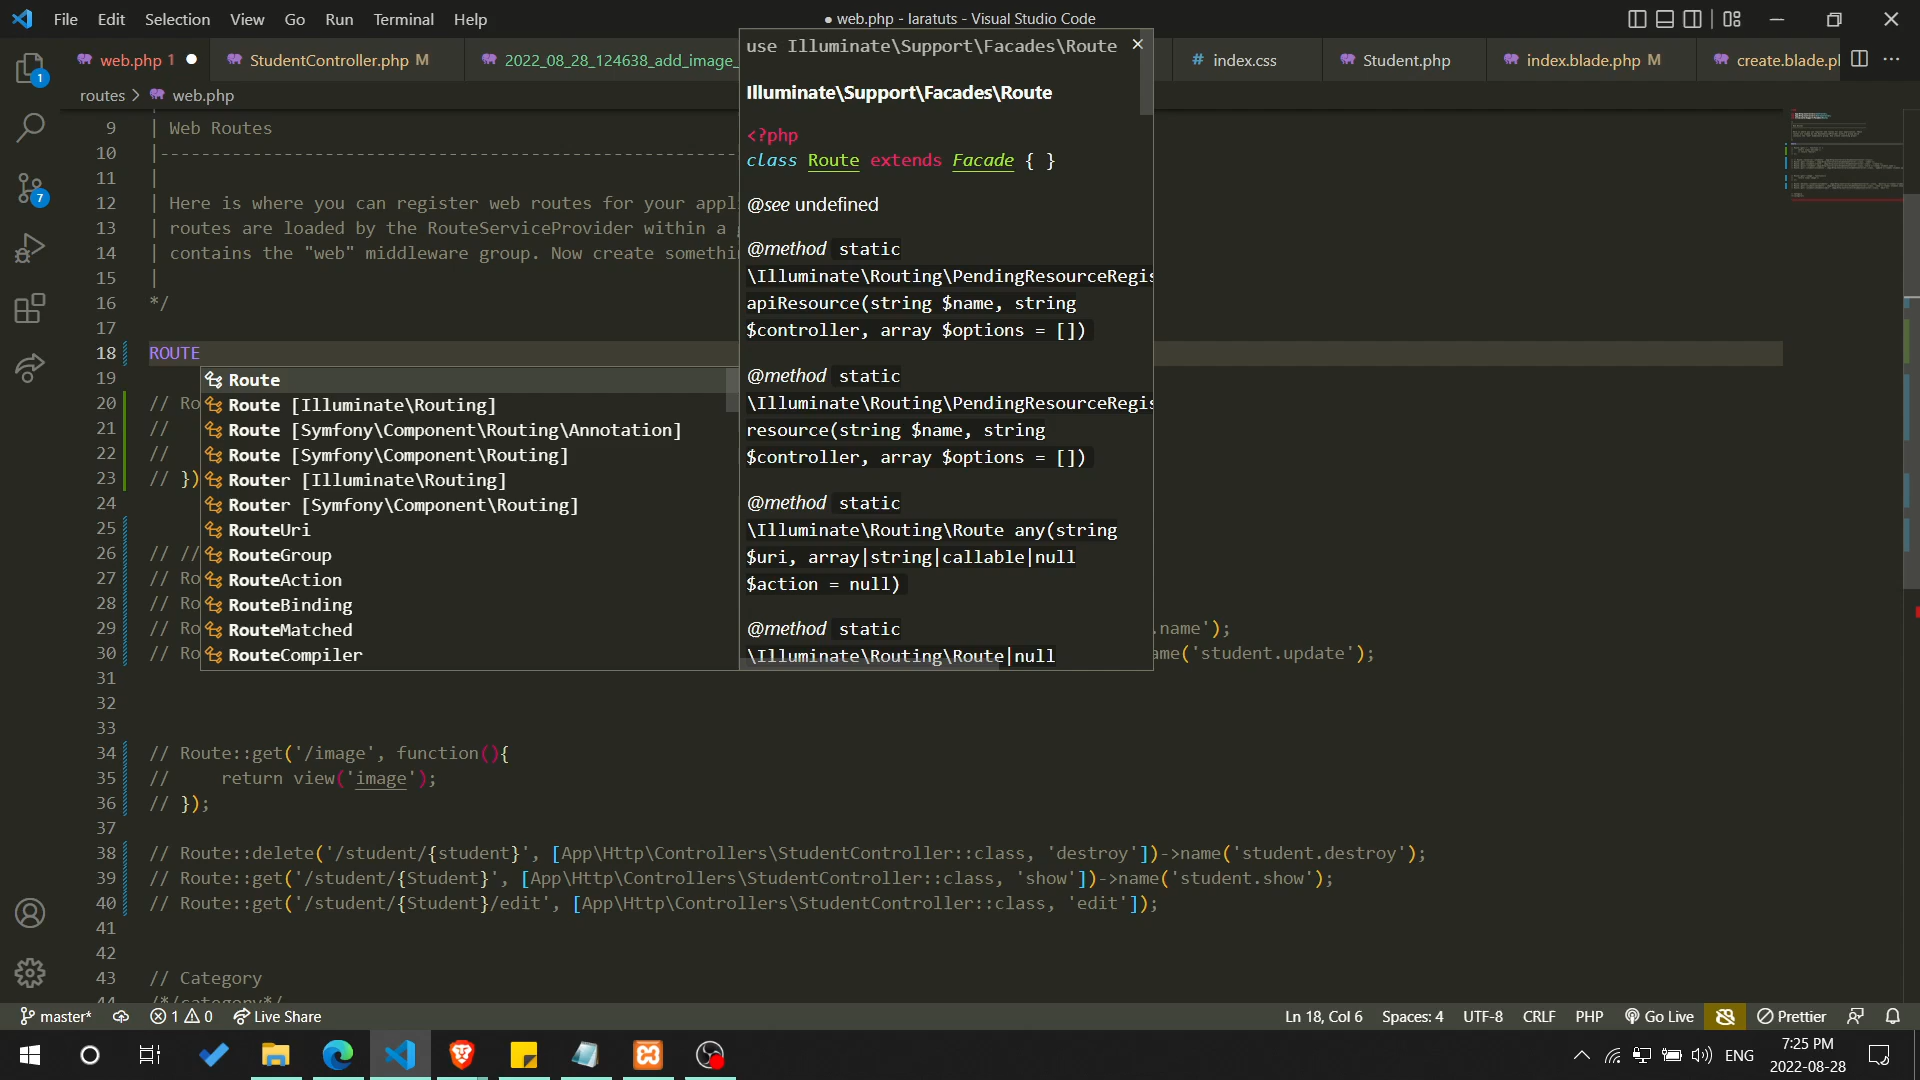 File Edit Selection View Go Run Terminal Help
● web.php - laratuts - Visual Studio Code
web.php 1 ●
StudentController.php M
2022_08_28_124638_add_image_
# index.css
Student.php
index.blade.php M
create.blade.p
routes > web.php
9 | Web Routes
10 |--------------------------------------------------------
11 |
12 | Here is where you can register web routes for your appl
13 | routes are loaded by the RouteServiceProvider within a
14 | contains the "web" middleware group. Now create somethi
15 |
16 */
17
18 ROUTE
19
20 // Ro
21 //
22 //
23 // })
24
25
26 // //
27 // Ro
28 // Ro
29 // Ro .name');
30 // Ro ame('student.update');
31
32
33
34 // Route::get('/image', function(){
35 // return view('image');
36 // });
37
38 // Route::delete('/student/{student}', [App\Http\Controllers\StudentController::class, 'destroy'])->name('student.destroy');
39 // Route::get('/student/{Student}', [App\Http\Controllers\StudentController::class, 'show'])->name('student.show');
40 // Route::get('/student/{Student}/edit', [App\Http\Controllers\StudentController::class, 'edit']);
41
42
43 // Category
44 /*/category*/
Route
Route [Illuminate\Routing]
Route [Symfony\Component\Routing\Annotation]
Route [Symfony\Component\Routing]
Router [Illuminate\Routing]
Router [Symfony\Component\Routing]
RouteUri
RouteGroup
RouteAction
RouteBinding
RouteMatched
RouteCompiler
use Illuminate\Support\Facades\Route
Illuminate\Support\Facades\Route
<?php
class Route extends Facade { }
@see undefined
@method static
\Illuminate\Routing\PendingResourceRegis
apiResource(string $name, string
$controller, array $options = [])
@method static
\Illuminate\Routing\PendingResourceRegis
resource(string $name, string
$controller, array $options = [])
@method static
\Illuminate\Routing\Route any(string
$uri, array|string|callable|null
$action = null)
@method static
\Illuminate\Routing\Route|null
1
7
master* 1 0 Live Share
Ln 18, Col 6 Spaces: 4 UTF-8 CRLF PHP Go Live Prettier
ENG
7:25 PM
2022-08-28